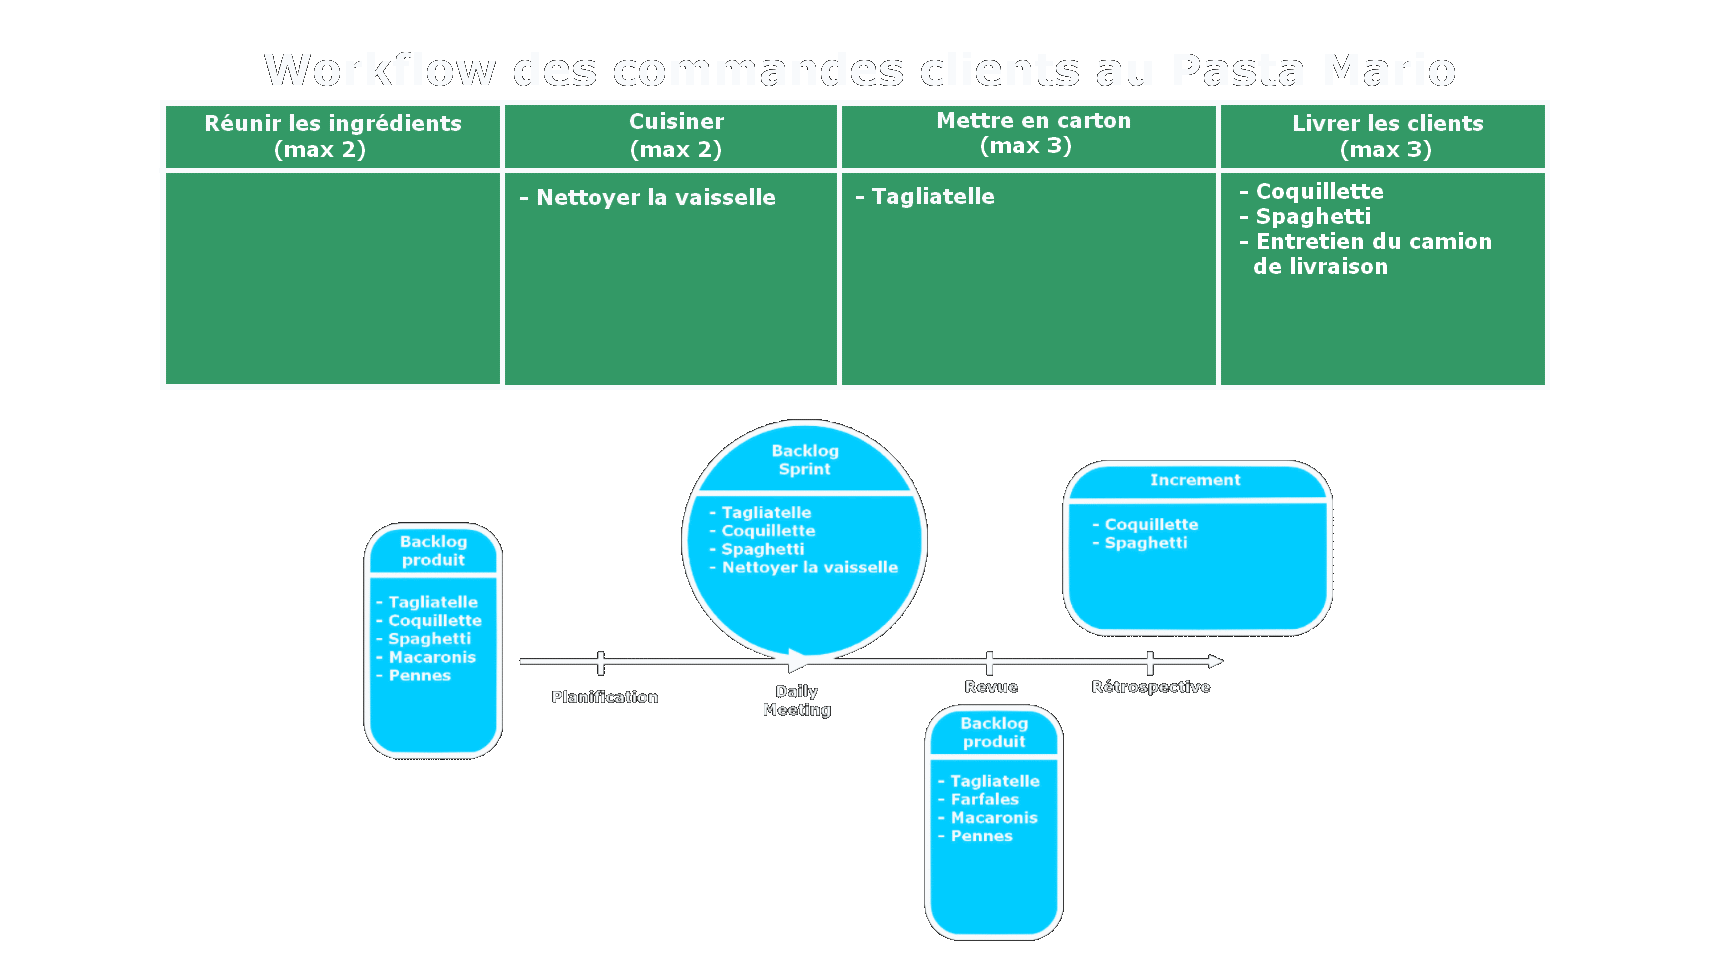 Workflow des commandes clients au Pasta Mario
Réunir les ingrédients
(max 2)
Cuisiner
(max 2)
Mettre en carton
(max 3)
Livrer les clients
(max 3)
- Nettoyer la vaisselle
- Tagliatelle
- Coquillette
- Spaghetti
- Entretien du camion
de livraison
Backlog
produit
- Tagliatelle
- Coquillette
- Spaghetti
- Macaronis
- Pennes
Backlog
Sprint
- Tagliatelle
- Coquillette
- Spaghetti
- Nettoyer la vaisselle
Increment
- Coquillette
- Spaghetti
Planification
Daily
Meeting
Revue
Rétrospective
Backlog
produit
- Tagliatelle
- Farfales
- Macaronis
- Pennes